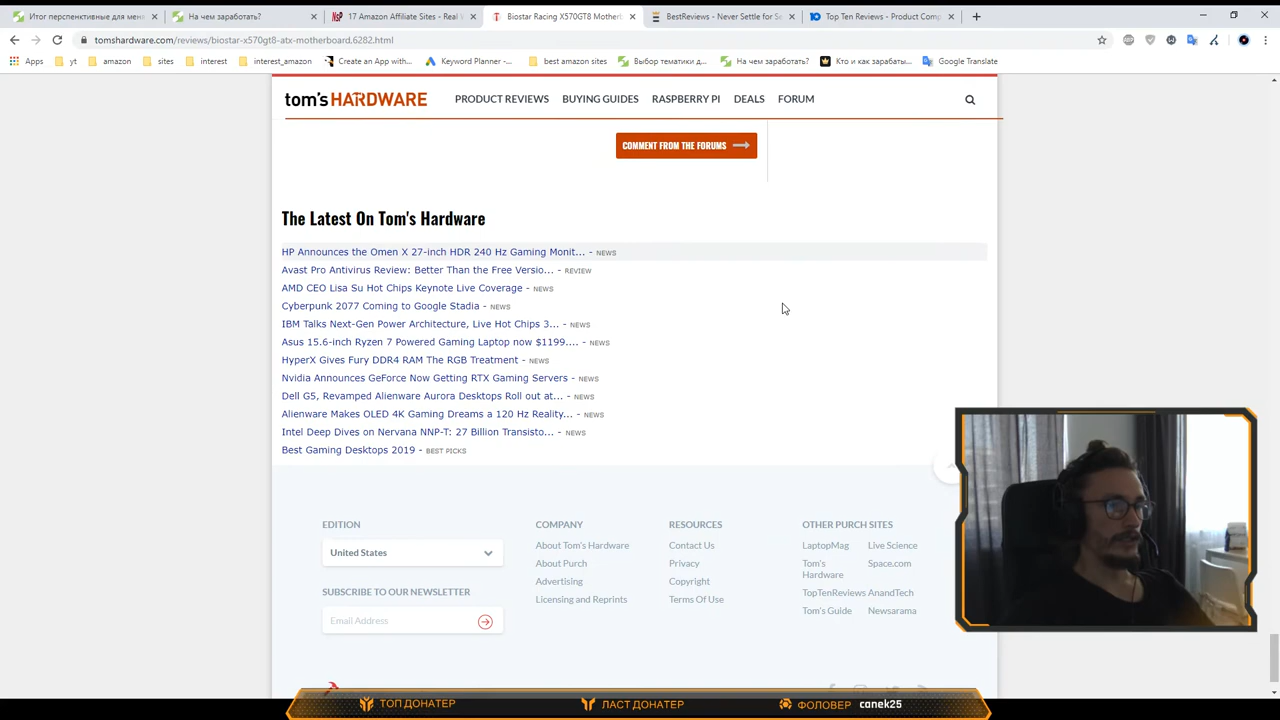 Итог персπенктивные для мен
На чем заработать?
17 Amazon Affiliate Sites - Real V
Biostar Racing X570GT8 Motherb
BestReviews - Never Settle for Se
Top Ten Reviews - Product Comp
tomshardware.com/reviews/biostar-x570gt8-atx-motherboard,6282.html
Apps yt amazon sites interest interest_amazon Create an App with... Keyword Planner -... best amazon sites Выбор тематики д... На чем заработать? Кто и как зарабаты... Google Translate
tom's HARDWARE PRODUCT REVIEWS BUYING GUIDES RASPBERRY PI DEALS FORUM
COMMENT FROM THE FORUMS
The Latest On Tom's Hardware
HP Announces the Omen X 27-inch HDR 240 Hz Gaming Monit... - NEWS
Avast Pro Antivirus Review: Better Than the Free Versio... - REVIEW
AMD CEO Lisa Su Hot Chips Keynote Live Coverage - NEWS
Cyberpunk 2077 Coming to Google Stadia - NEWS
IBM Talks Next-Gen Power Architecture, Live Hot Chips 3... - NEWS
Asus 15.6-inch Ryzen 7 Powered Gaming Laptop now $1199.... - NEWS
HyperX Gives Fury DDR4 RAM The RGB Treatment - NEWS
Nvidia Announces GeForce Now Getting RTX Gaming Servers - NEWS
Dell G5, Revamped Alienware Aurora Desktops Roll out at... - NEWS
Alienware Makes OLED 4K Gaming Dreams a 120 Hz Reality... - NEWS
Intel Deep Dives on Nervana NNP-T: 27 Billion Transisto... - NEWS
Best Gaming Desktops 2019 - BEST PICKS
EDITION
United States
SUBSCRIBE TO OUR NEWSLETTER
Email Address
COMPANY
About Tom's Hardware
About Purch
Advertising
Licensing and Reprints
RESOURCES
Contact Us
Privacy
Copyright
Terms Of Use
OTHER PURCH SITES
LaptopMag Live Science
Tom's Hardware Space.com
TopTenReviews AnandTech
Tom's Guide Newsarama
ТОП ДОНАТЕР ЛАСТ ДОНАТЕР ФОЛОВЕР canek25